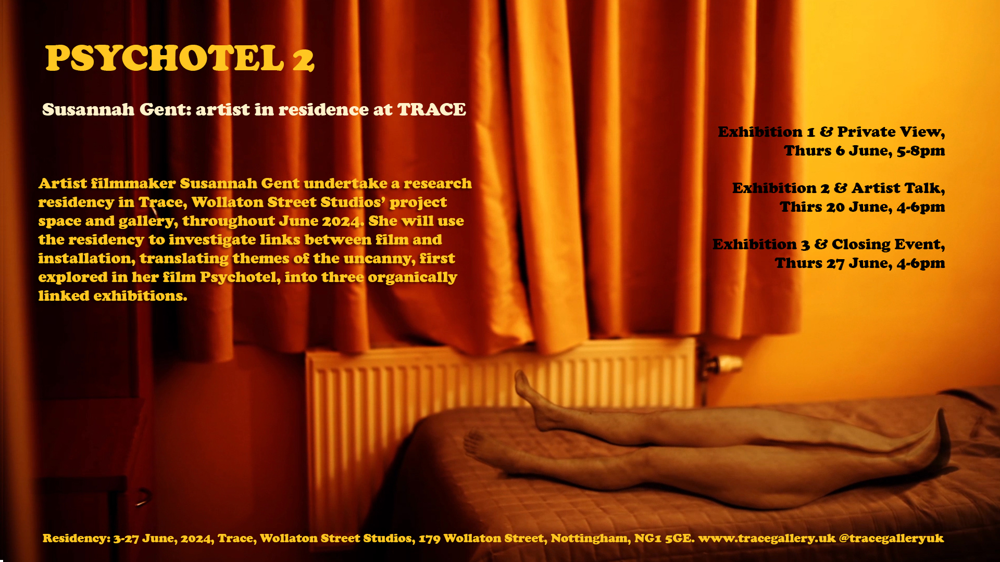 PSYCHOTEL 2
Susannah Gent: artist in residence at TRACE
Artist filmmaker Susannah Gent undertake a research
residency in Trace, Wollaton Street Studios’ project
space and gallery, throughout June 2024. She will use
the residency to investigate links between film and
installation, translating themes of the uncanny, first
explored in her film Psychotel, into three organically
linked exhibitions.
Exhibition 1 & Private View,
Thurs 6 June, 5-8pm
Exhibition 2 & Artist Talk,
Thirs 20 June, 4-6pm
Exhibition 3 & Closing Event,
Thurs 27 June, 4-6pm
Residency: 3-27 June, 2024, Trace, Wollaton Street Studios, 179 Wollaton Street, Nottingham, NG1 5GE. www.tracegallery.uk @tracegalleryuk